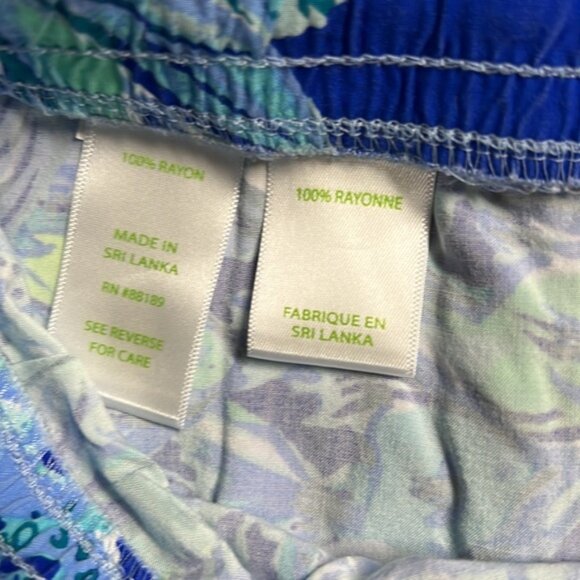 100% RAYON
MADE IN
SRI LANKA
RN #88189
SEE REVERSE
FOR CARE
100% RAYONNE
FABRIQUE EN
SRI LANKA